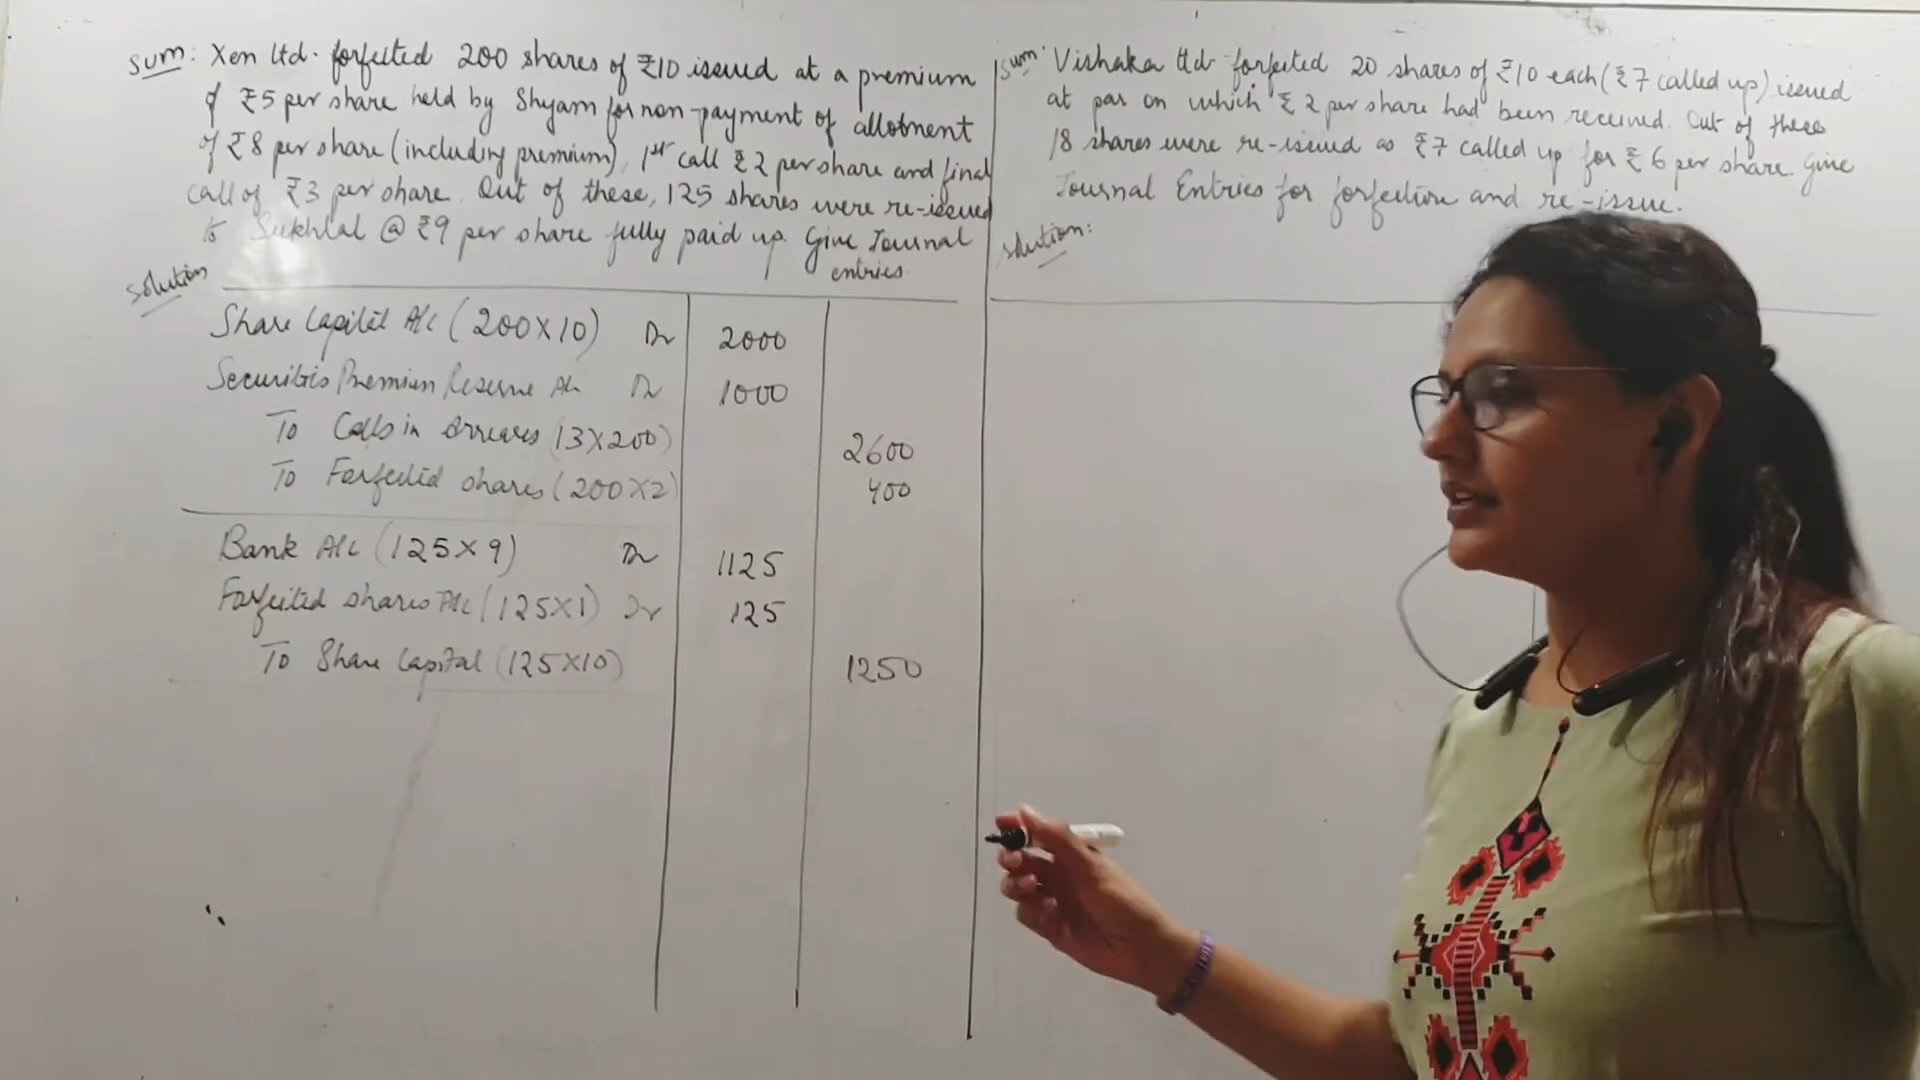 Sum: Xen Ltd. forfeited 200 shares of ₹10 issued at a premium
of ₹5 per share held by Shyam for non-payment of allotment
of ₹8 per share (including premium), 1st call ₹2 per share and final
call of ₹3 per share. Out of these, 125 shares were re-issued
to Sukhlal @ ₹9 per share fully paid up. Give Journal
entries
Solution
Share Capital A/c (200X10) Dr 2000
Securities Premium Reserve A/c Dr 1000
To Calls in Arrears (13X200) 2600
To Forfeited shares (200X2) 400
Bank A/c (125X9) Dr 1125
Forfeited shares A/c (125X1) Dr 125
To Share Capital (125X10) 1250
Sum: Vishaka Ltd forfeited 20 shares of ₹10 each (₹7 called up) issued
at par on which ₹2 per share had been received. Out of these
18 shares were re-issued as ₹7 called up for ₹6 per share. Give
Journal Entries for forfeiture and re-issue.
Solution: